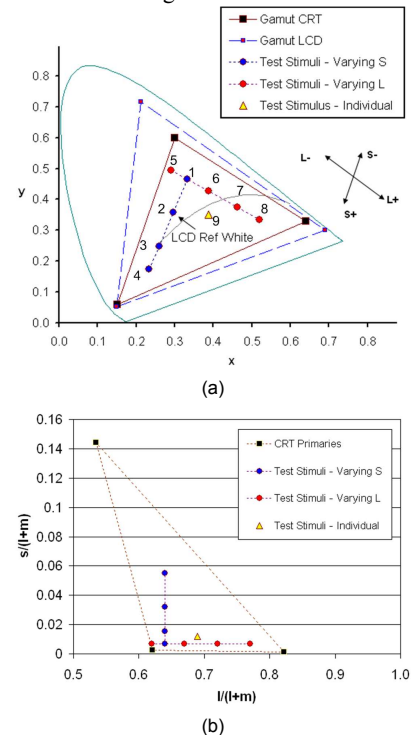 Gamut CRT
Gamut LCD
Test Stimuli - Varying S
Test Stimuli - Varying L
Test Stimulus - Individual
0.8
0.7
0.6
0.5
0.4
0.3
0.2
0.1
0.0
y
5
1
6
7
2
8
9
3
4
LCD Ref White
L-
S-
L+
S+
0.0 0.1 0.2 0.3 0.4 0.5 0.6 0.7 0.8
x
(a)
0.16
0.14
0.12
0.1
0.08
0.06
0.04
0.02
0
s/(l+m)
CRT Primaries
Test Stimuli - Varying S
Test Stimuli - Varying L
Test Stimuli - Individual
0.5 0.6 0.7 0.8 0.9 1.0
l/(l+m)
(b)